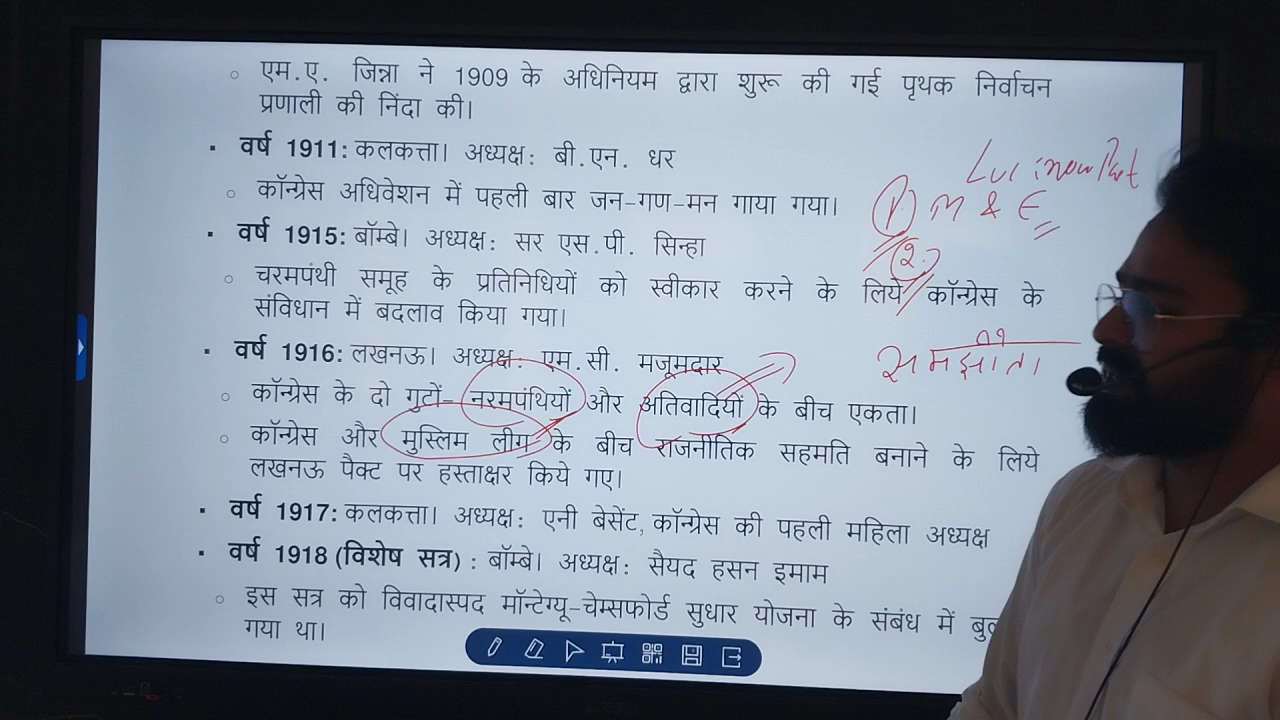 एम.ए. जिन्ना ने 1909 के अधिनियम द्वारा शुरू की गई पृथक निर्वाचन
प्रणाली की निंदा की।
▪ वर्ष 1911: कलकत्ता। अध्यक्ष: बी.एन. धर
कॉन्ग्रेस अधिवेशन में पहली बार जन-गण-मन गाया गया।
▪ वर्ष 1915: बॉम्बे। अध्यक्ष: सर एस.पी. सिन्हा
चरमपंथी समूह के प्रतिनिधियों को स्वीकार करने के लिये कॉन्ग्रेस के
संविधान में बदलाव किया गया।
▪ वर्ष 1916: लखनऊ। अध्यक्ष: एम.सी. मजूमदार
कॉन्ग्रेस के दो गुटों- नरमपंथियों और अतिवादियों के बीच एकता।
कॉन्ग्रेस और मुस्लिम लीग के बीच राजनीतिक सहमति बनाने के लिये
लखनऊ पैक्ट पर हस्ताक्षर किये गए।
▪ वर्ष 1917: कलकत्ता। अध्यक्ष: एनी बेसेंट, कॉन्ग्रेस की पहली महिला अध्यक्ष
▪ वर्ष 1918 (विशेष सत्र) : बॉम्बे। अध्यक्ष: सैयद हसन इमाम
इस सत्र को विवादास्पद मॉन्टेग्यू-चेम्सफोर्ड सुधार योजना के संबंध में
गया था।
1. M & E
2.
समझौता